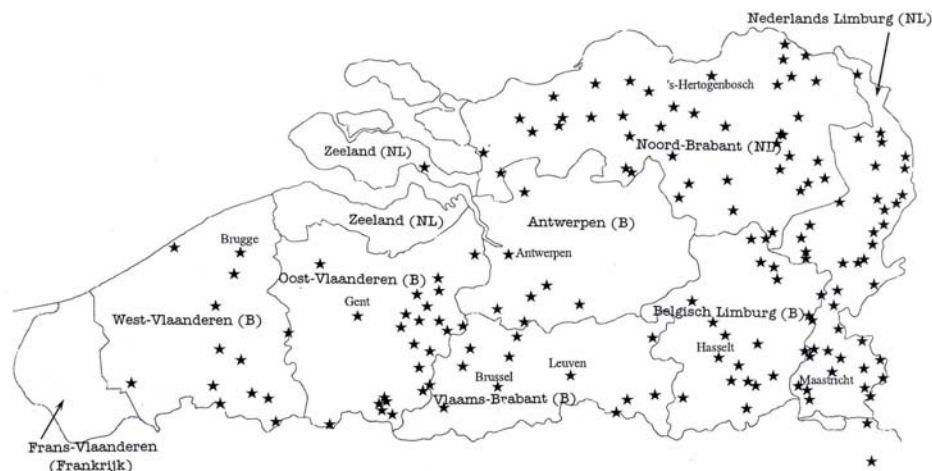 Nederlands Limburg (NL)
's-Hertogenbosch
Zeeland (NL)
Noord-Brabant (NL)
Zeeland (NL)
Antwerpen (B)
Brugge
Antwerpen
Oost-Vlaanderen (B)
Gent
West-Vlaanderen (B)
Belgisch Limburg (B)
Hasselt
Leuven
Brussel
Maastricht
Vlaams-Brabant (B)
Frans-Vlaanderen
(Frankrijk)